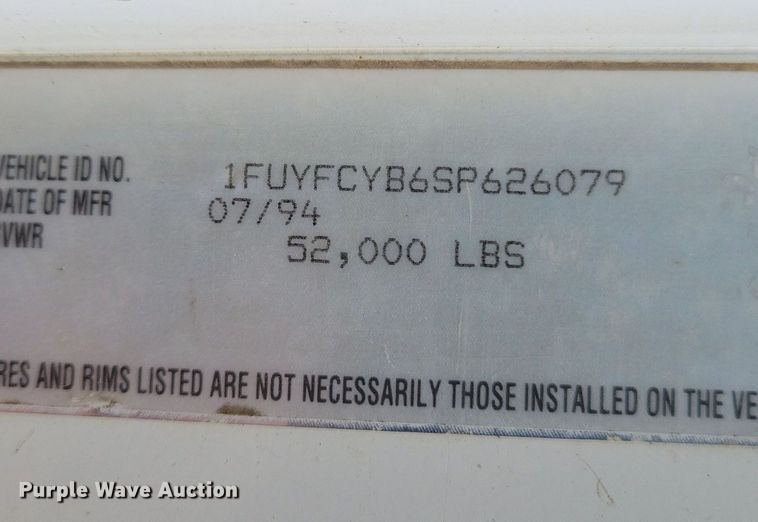 VEHICLE ID NO. 1FUYFCYB6SP626079
DATE OF MFR 07/94
GVWR 52,000 LBS
RES AND RIMS LISTED ARE NOT NECESSARILY THOSE INSTALLED ON THE VE
Purple Wave Auction